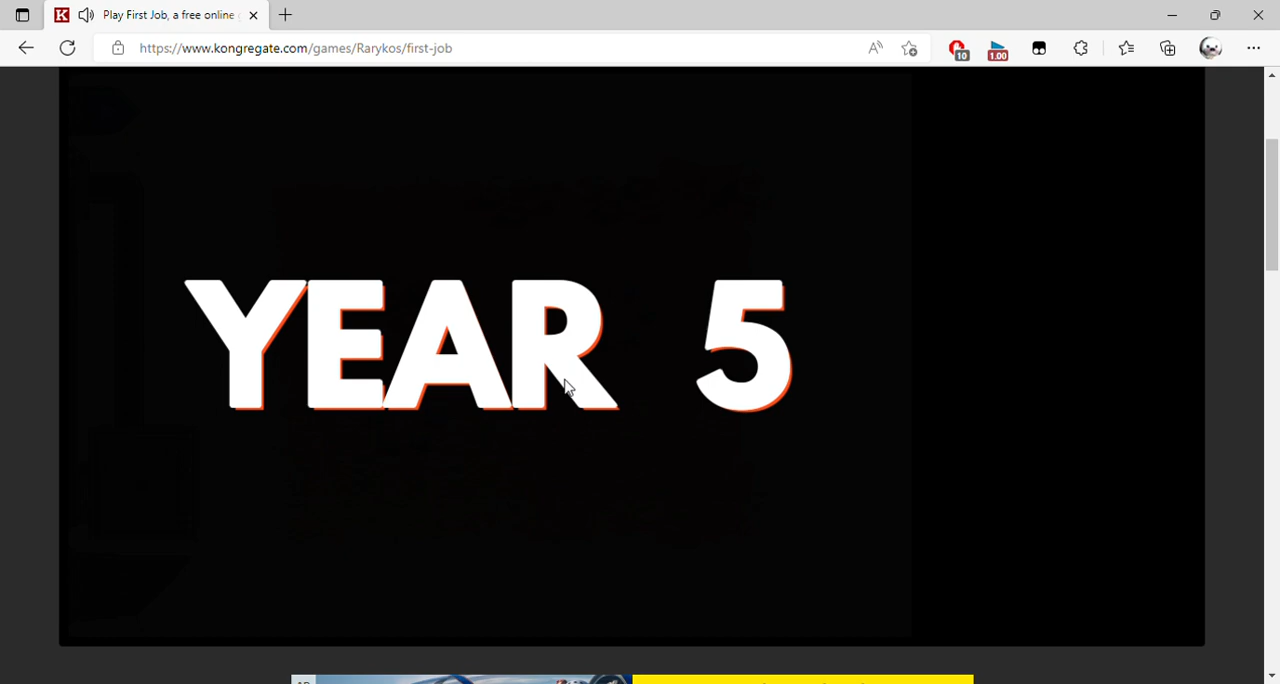 Play First Job, a free online
https://www.kongregate.com/games/Rarykos/first-job
10
1.00
YEAR 5